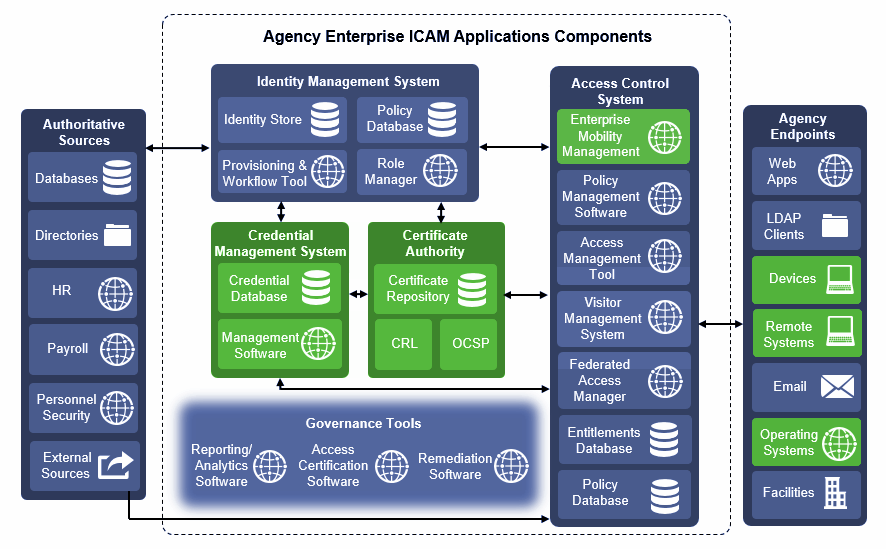 Agency Enterprise ICAM Applications Components
Authoritative
Sources
Databases
Directories
HR
Payroll
Personnel
Security
External
Sources
Identity Management System
Identity Store
Policy
Database
Provisioning &
Workflow Tool
Role
Manager
Credential
Management System
Credential
Database
Management
Software
Certificate
Authority
Certificate
Repository
CRL
OCSP
Governance Tools
Reporting/
Analytics
Software
Access
Certification
Software
Remediation
Software
Access Control
System
Enterprise
Mobility
Management
Policy
Management
Software
Access
Management
Tool
Visitor
Management
System
Federated
Access
Manager
Entitlements
Database
Policy
Database
Agency
Endpoints
Web
Apps
LDAP
Clients
Devices
Remote
Systems
Email
Operating
Systems
Facilities